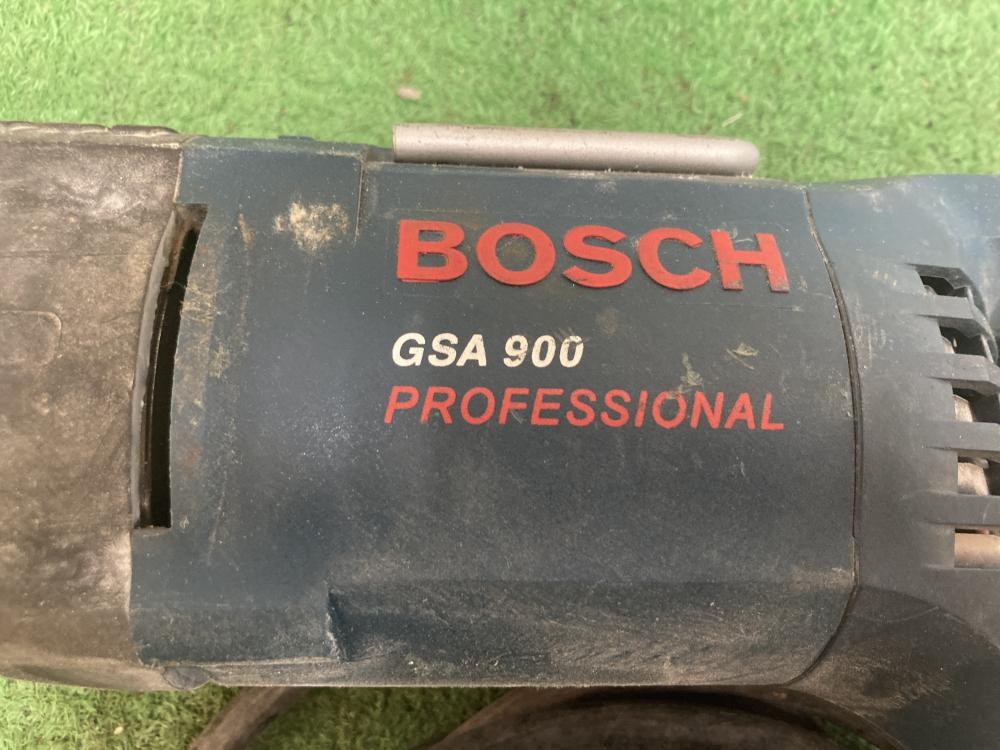 BOSCH
GSA 900
PROFESSIONAL